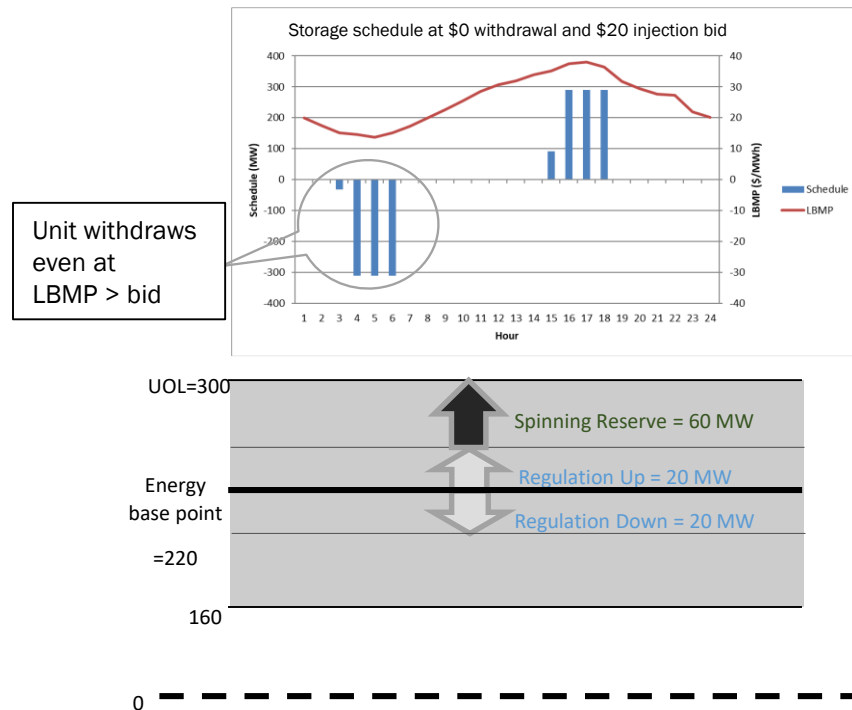 Storage schedule at $0 withdrawal and $20 injection bid
400
300
200
100
0
-100
-200
-300
-400
Schedule (MW)
40
30
20
10
0
-10
-20
-30
-40
LBMP ($/MWh)
Schedule
LBMP
1 2 3 4 5 6 7 8 9 10 11 12 13 14 15 16 17 18 19 20 21 22 23 24
Hour
Unit withdraws
even at
LBMP > bid
UOL=300
Spinning Reserve = 60 MW
Energy
base point
=220
Regulation Up = 20 MW
Regulation Down = 20 MW
160
0